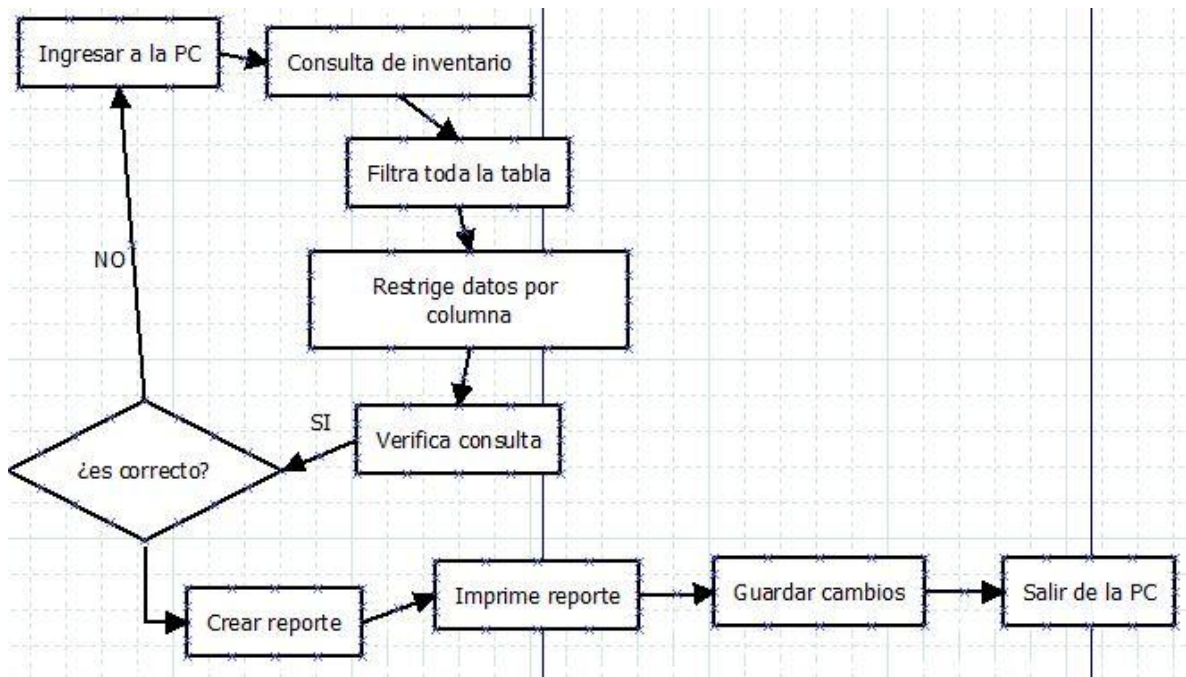 Ingresar a la PC
Consulta de inventario
Filtra toda la tabla
NO
Restrige datos por
columna
SI
Verifica consulta
¿es correcto?
Imprime reporte
Guardar cambios
Salir de la PC
Crear reporte